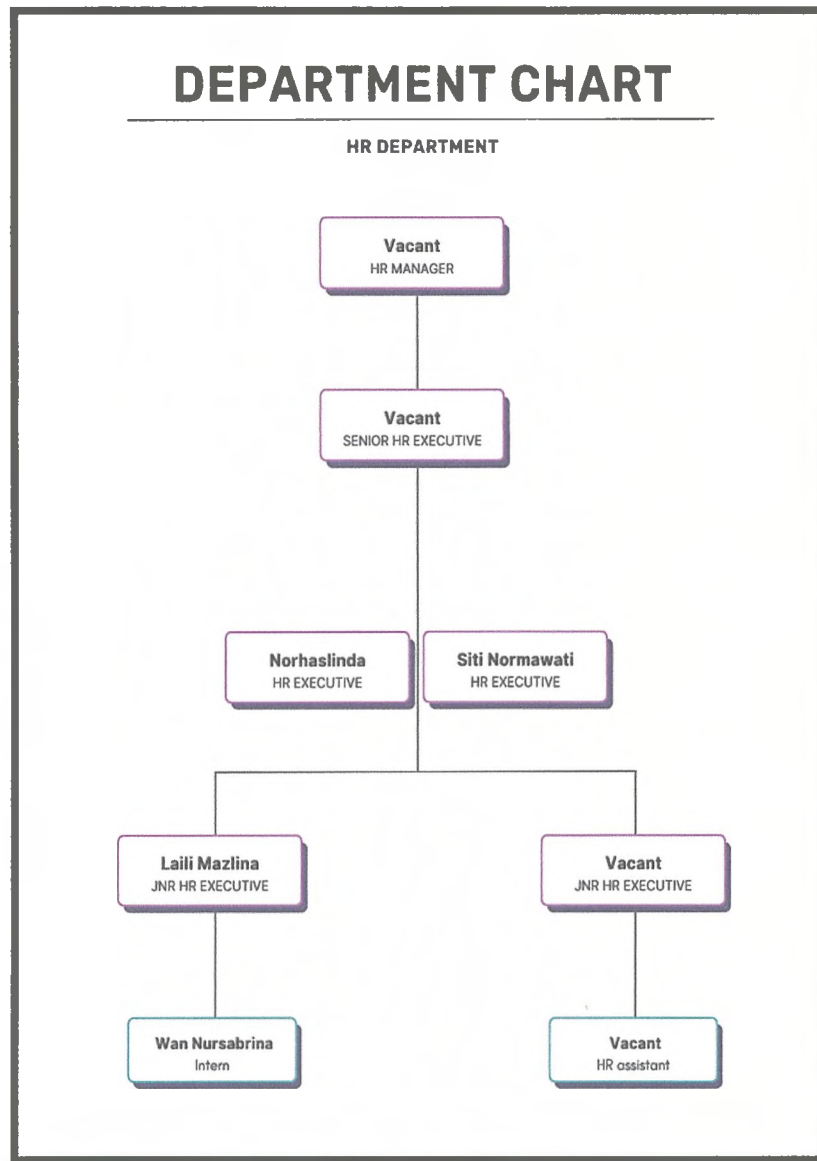 DEPARTMENT CHART
HR DEPARTMENT
Vacant
HR MANAGER
Vacant
SENIOR HR EXECUTIVE
Norhaslinda
HR EXECUTIVE
Siti Normawati
HR EXECUTIVE
Laili Mazlina
JNR HR EXECUTIVE
Vacant
JNR HR EXECUTIVE
Wan Nursabrina
Intern
Vacant
HR assistant